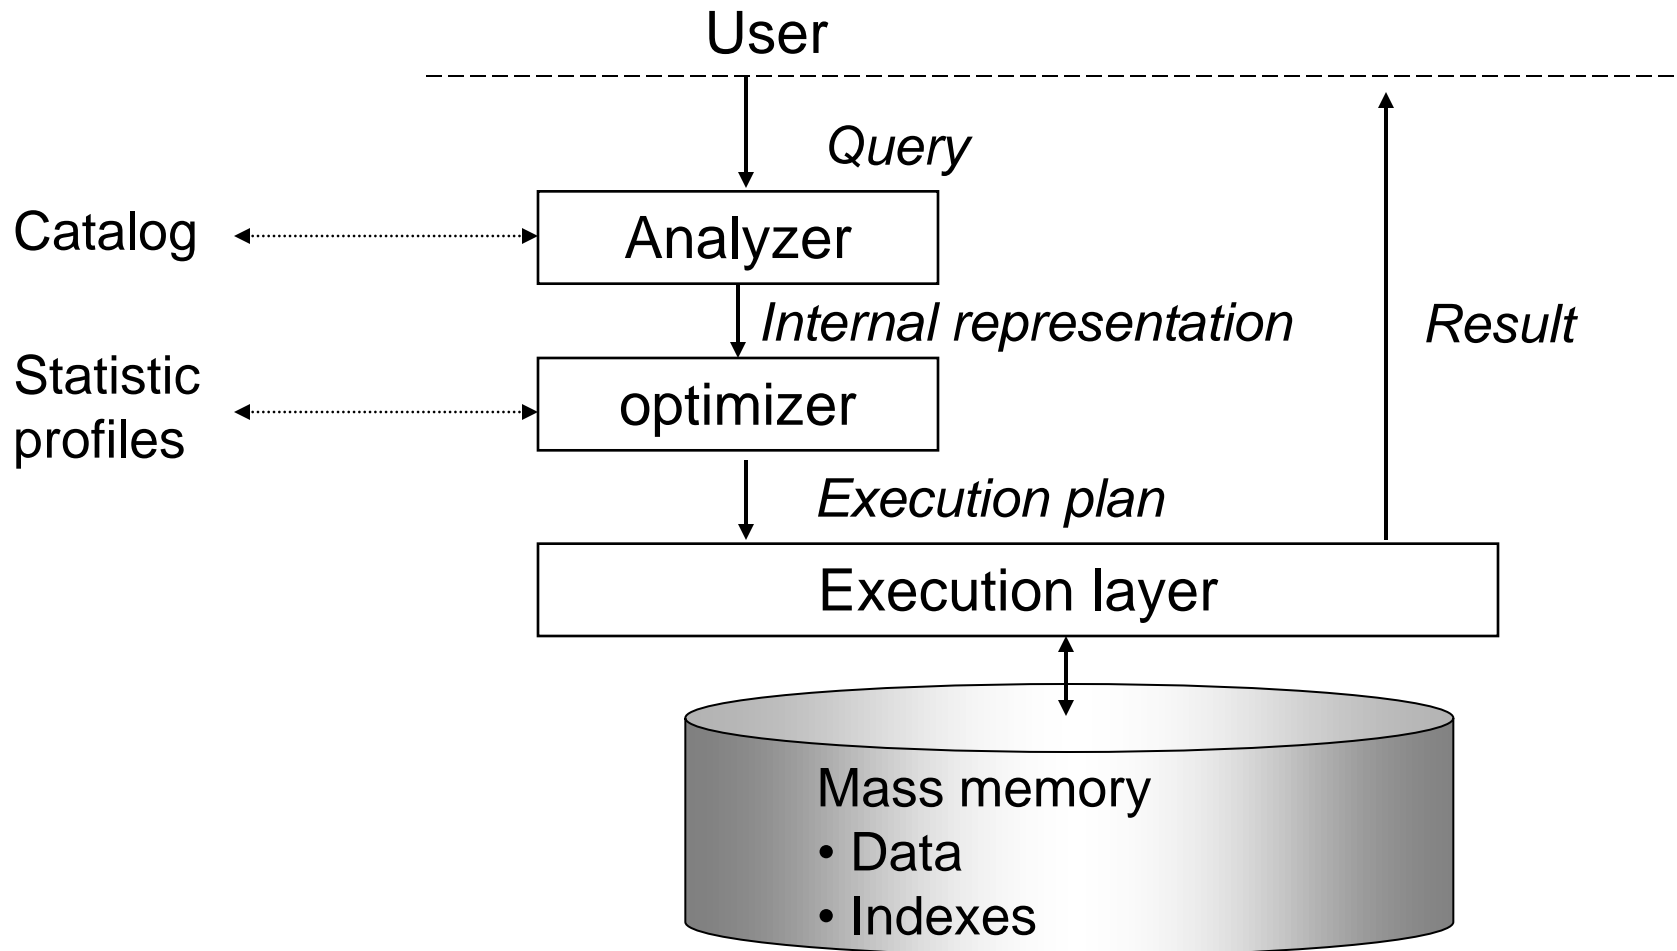 User
Query
Catalog
Analyzer
Internal representation
Result
Statistic
profiles
optimizer
Execution plan
Execution layer
Mass memory
• Data
• Indexes